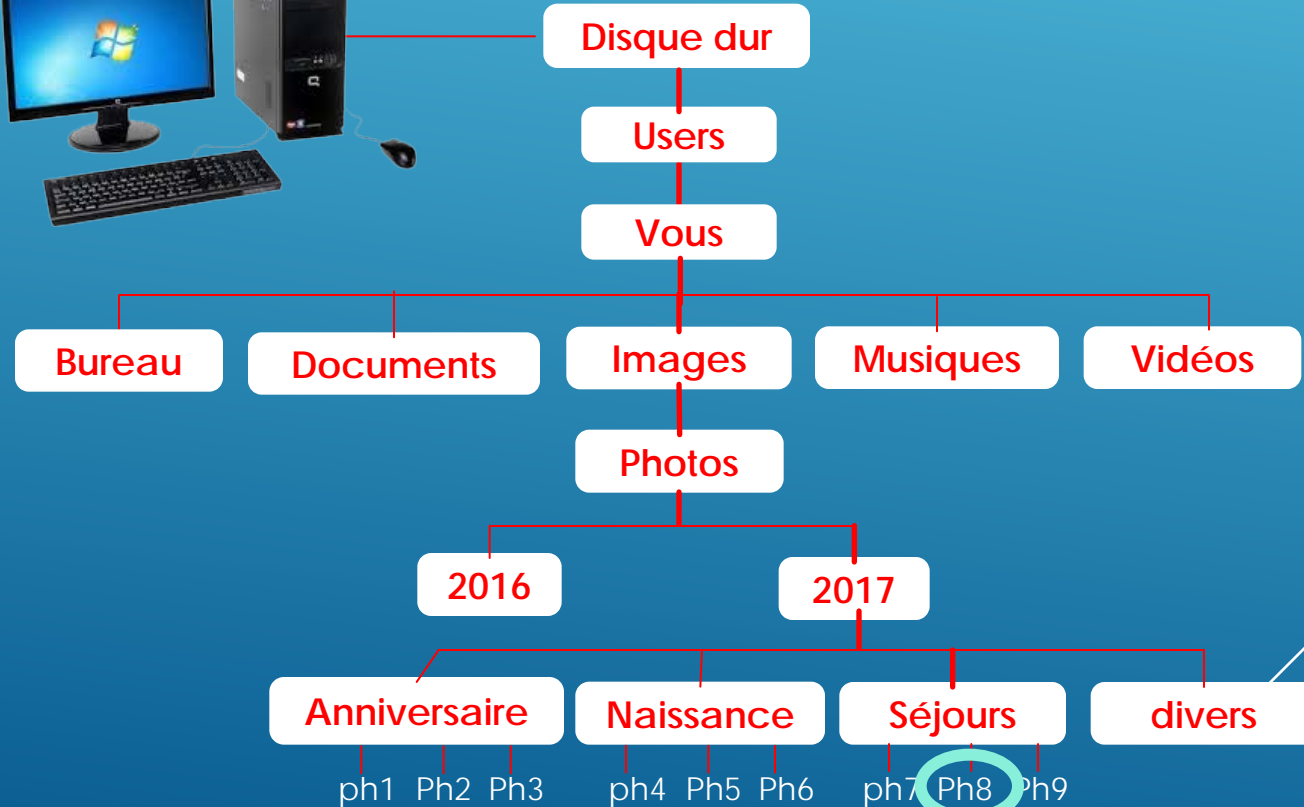 Disque dur
Users
Vous
Bureau Documents Images Musiques Vidéos
Photos
2016 2017
Anniversaire Naissance Séjours divers
ph1 Ph2 Ph3 ph4 Ph5 Ph6 ph7 Ph8 Ph9